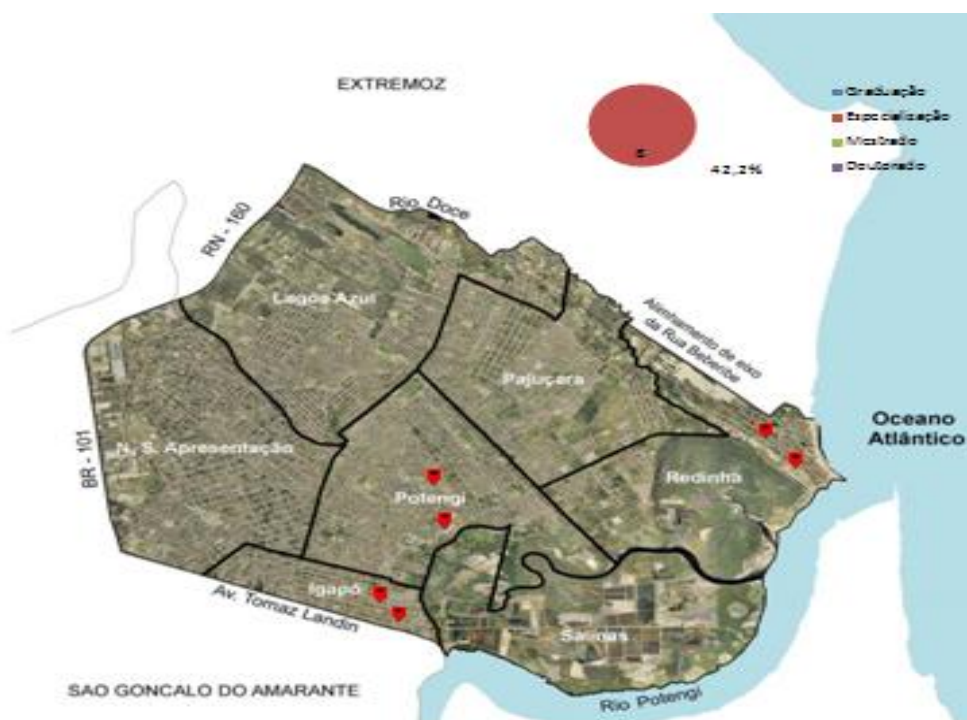 EXTREMOZ
Graduação
Especialização
Mestrado
Doutorado
42,2%
Rio Doce
RN - 160
Lagoa Azul
Alinhamento de eixo
da Rua Beberibe
Pajuçara
Oceano
Atlântico
BR - 101
N. S. Apresentação
Redinha
Potengi
Igapó
Av. Tomaz Landin
Salinas
SAO GONCALO DO AMARANTE
Rio Potengi